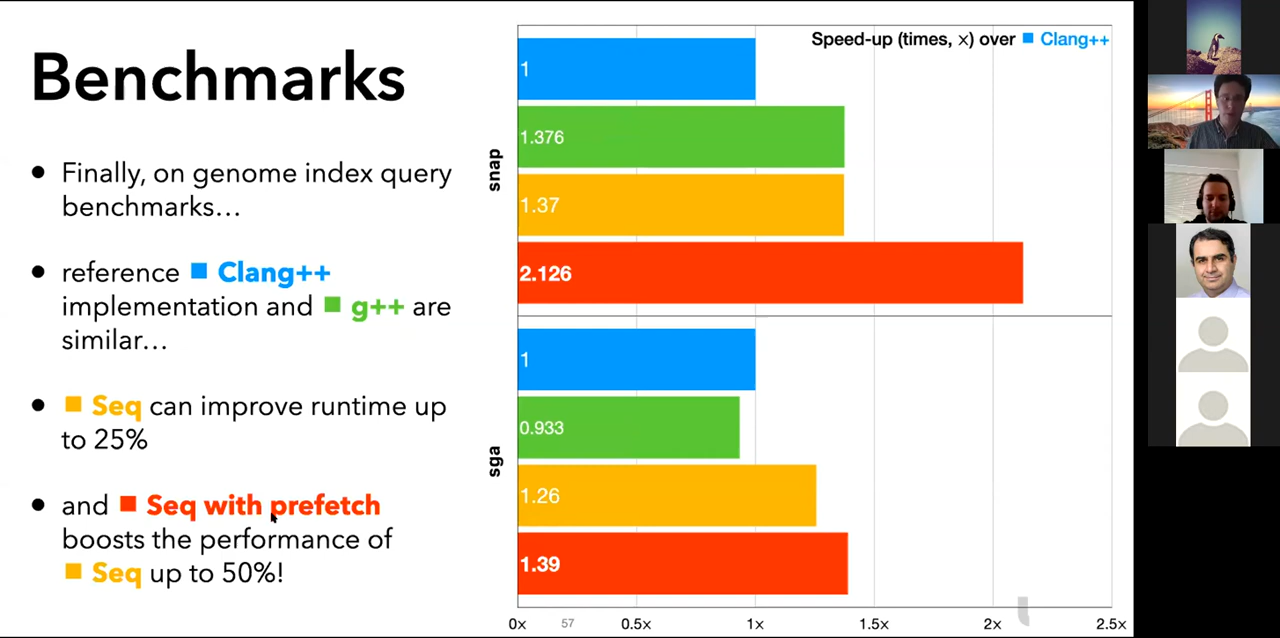 Benchmarks
• Finally, on genome index query
benchmarks…
• reference ■ Clang++
implementation and ■ g++ are
similar…
• ■ Seq can improve runtime up
to 25%
• and ■ Seq with prefetch
boosts the performance of
■ Seq up to 50%!
Speed-up (times, ×) over ■ Clang++
snap
1
1.376
1.37
2.126
sga
1
0.933
1.26
1.39
0x 0.5x 1x 1.5x 2x 2.5x
57